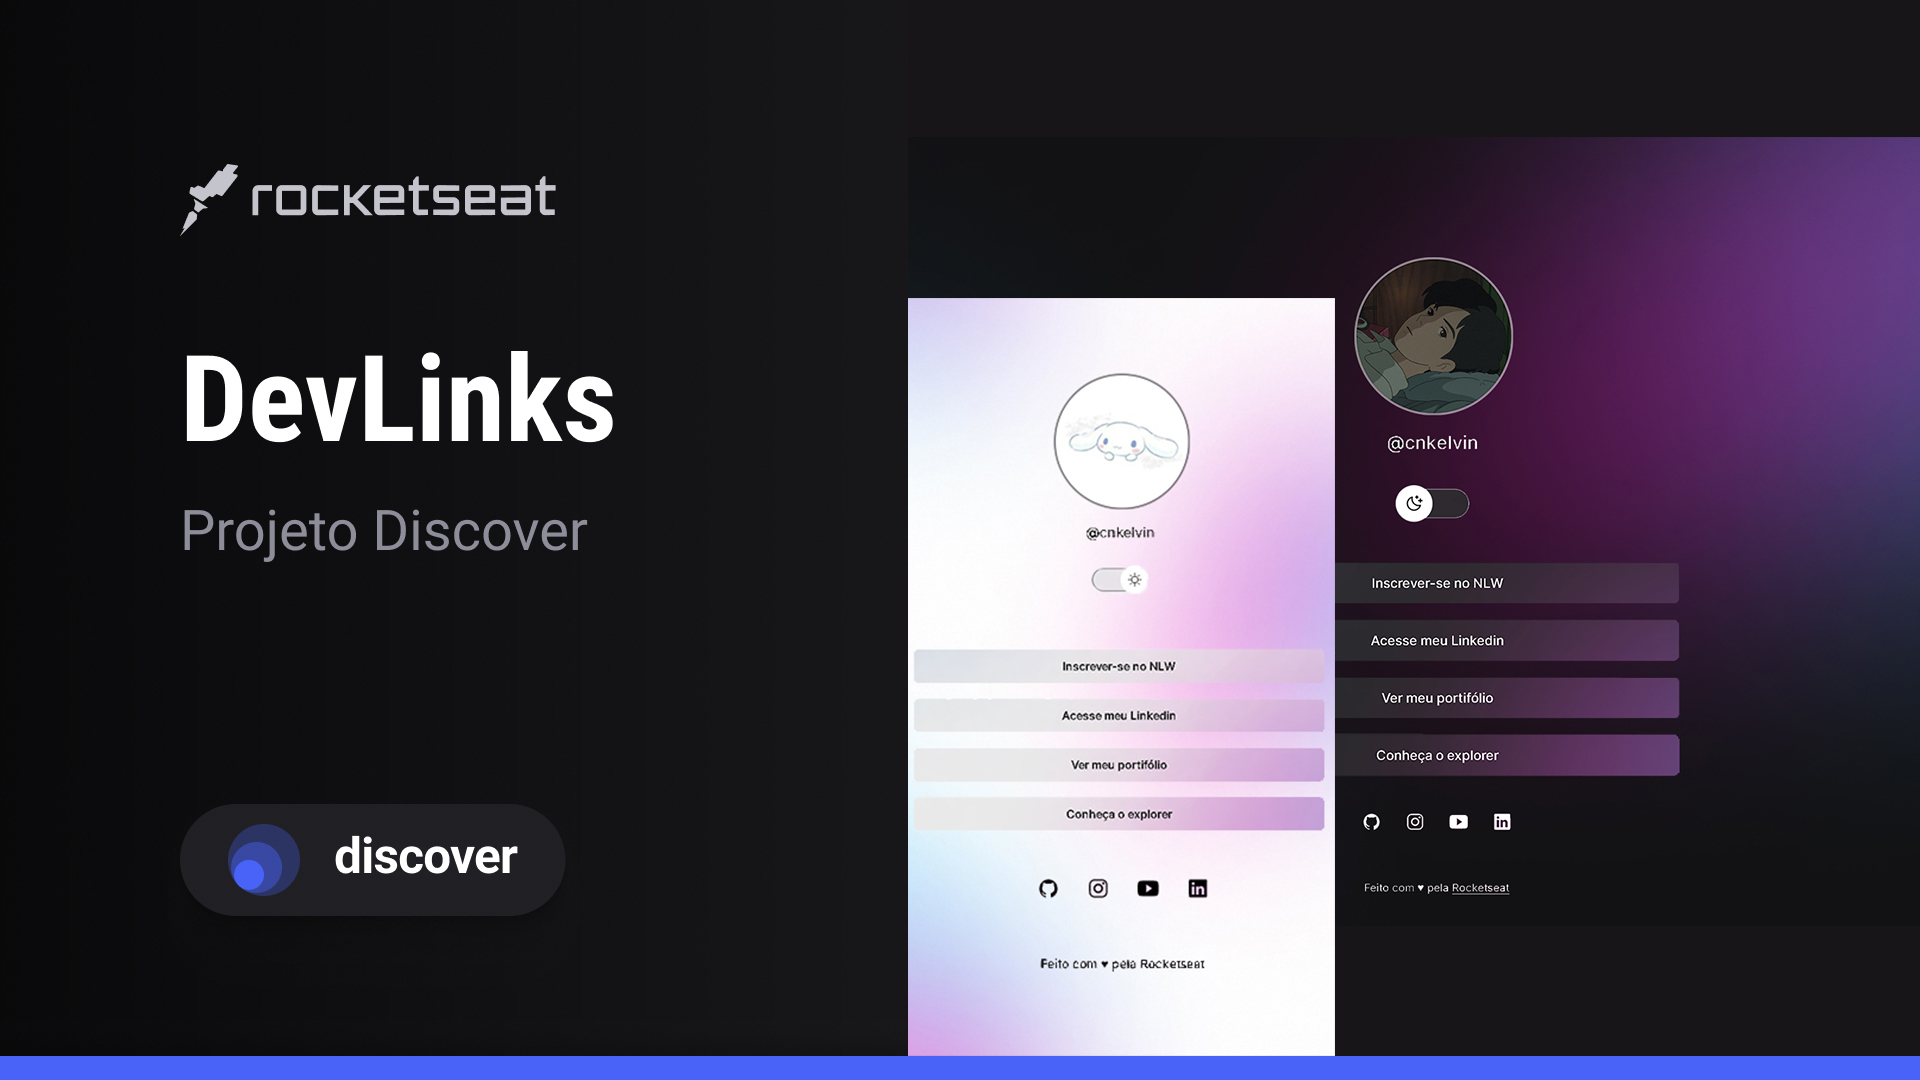 rocketseat
DevLinks
Projeto Discover
discover
@cnkelvin
Inscrever-se no NLW
Acesse meu Linkedin
Ver meu portifólio
Conheça o explorer
Feito com ♥ pela Rocketseat
@cnkelvin
Inscrever-se no NLW
Acesse meu Linkedin
Ver meu portifólio
Conheça o explorer
Feito com ♥ pela Rocketseat